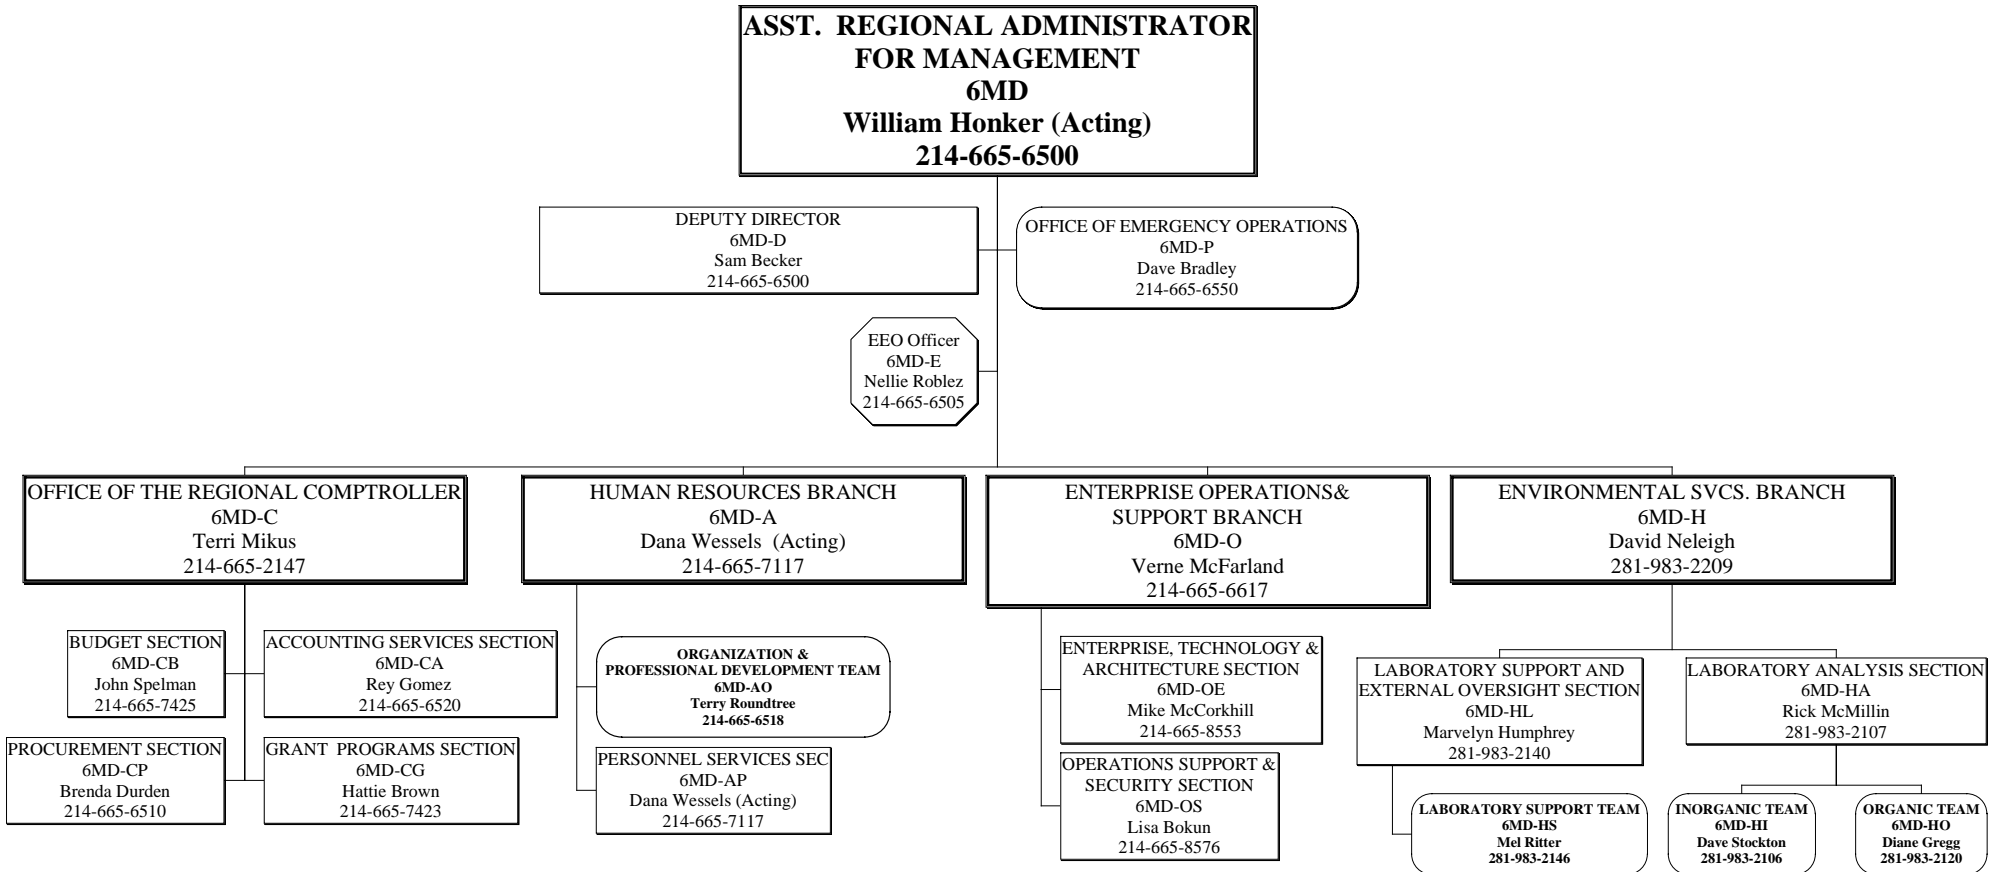 ASST. REGIONAL ADMINISTRATOR
FOR MANAGEMENT
6MD
William Honker (Acting)
214-665-6500
DEPUTY DIRECTOR
6MD-D
Sam Becker
214-665-6500
OFFICE OF EMERGENCY OPERATIONS
6MD-P
Dave Bradley
214-665-6550
EEO Officer
6MD-E
Nellie Roblez
214-665-6505
OFFICE OF THE REGIONAL COMPTROLLER
6MD-C
Terri Mikus
214-665-2147
HUMAN RESOURCES BRANCH
6MD-A
Dana Wessels (Acting)
214-665-7117
ENTERPRISE OPERATIONS&
SUPPORT BRANCH
6MD-O
Verne McFarland
214-665-6617
ENVIRONMENTAL SVCS. BRANCH
6MD-H
David Neleigh
281-983-2209
BUDGET SECTION
6MD-CB
John Spelman
214-665-7425
ACCOUNTING SERVICES SECTION
6MD-CA
Rey Gomez
214-665-6520
PROCUREMENT SECTION
6MD-CP
Brenda Durden
214-665-6510
GRANT PROGRAMS SECTION
6MD-CG
Hattie Brown
214-665-7423
ORGANIZATION &
PROFESSIONAL DEVELOPMENT TEAM
6MD-AO
Terry Roundtree
214-665-6518
PERSONNEL SERVICES SEC
6MD-AP
Dana Wessels (Acting)
214-665-7117
ENTERPRISE, TECHNOLOGY &
ARCHITECTURE SECTION
6MD-OE
Mike McCorkhill
214-665-8553
OPERATIONS SUPPORT &
SECURITY SECTION
6MD-OS
Lisa Bokun
214-665-8576
LABORATORY SUPPORT AND
EXTERNAL OVERSIGHT SECTION
6MD-HL
Marvelyn Humphrey
281-983-2140
LABORATORY ANALYSIS SECTION
6MD-HA
Rick McMillin
281-983-2107
LABORATORY SUPPORT TEAM
6MD-HS
Mel Ritter
281-983-2146
INORGANIC TEAM
6MD-HI
Dave Stockton
281-983-2106
ORGANIC TEAM
6MD-HO
Diane Gregg
281-983-2120